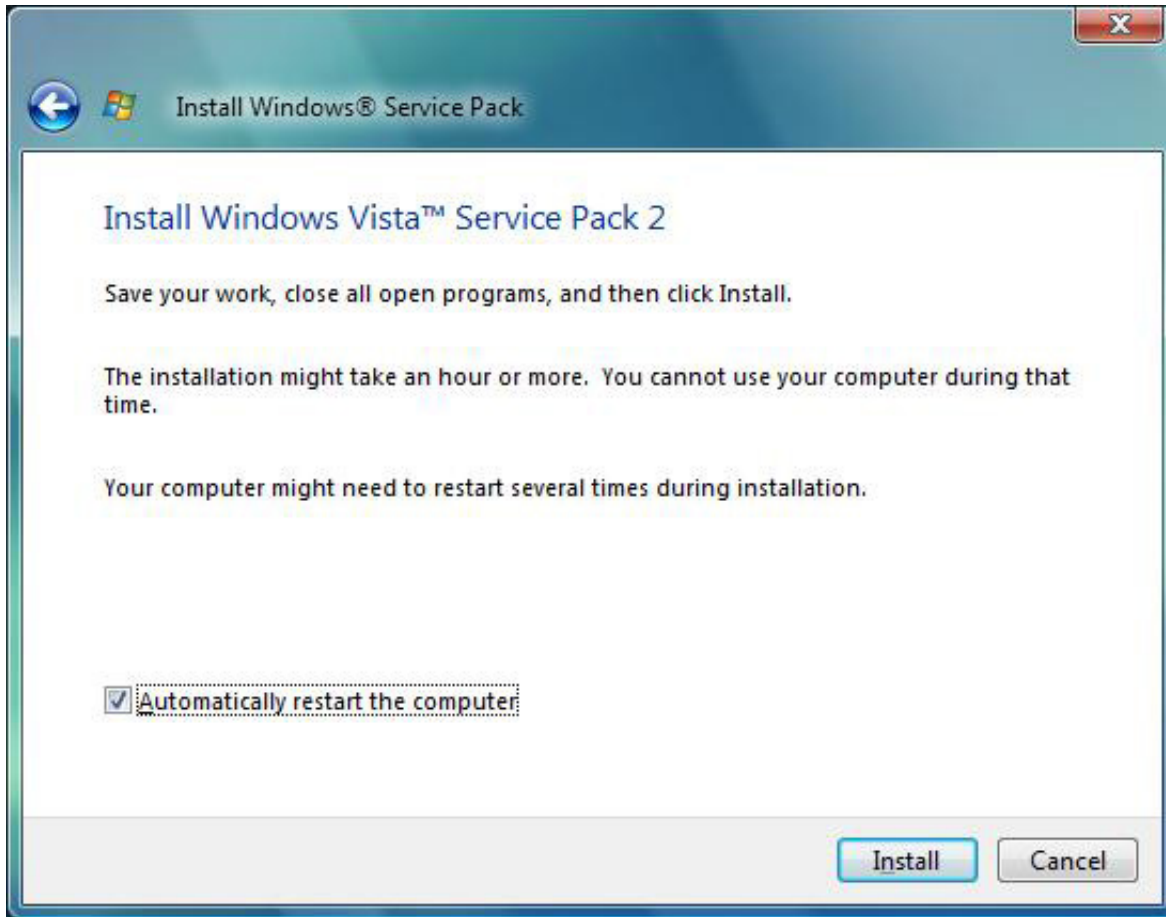 Install Windows® Service Pack
Install Windows Vista™ Service Pack 2
Save your work, close all open programs, and then click Install.
The installation might take an hour or more.  You cannot use your computer during that
time.
Your computer might need to restart several times during installation.
Automatically restart the computer
Install
Cancel